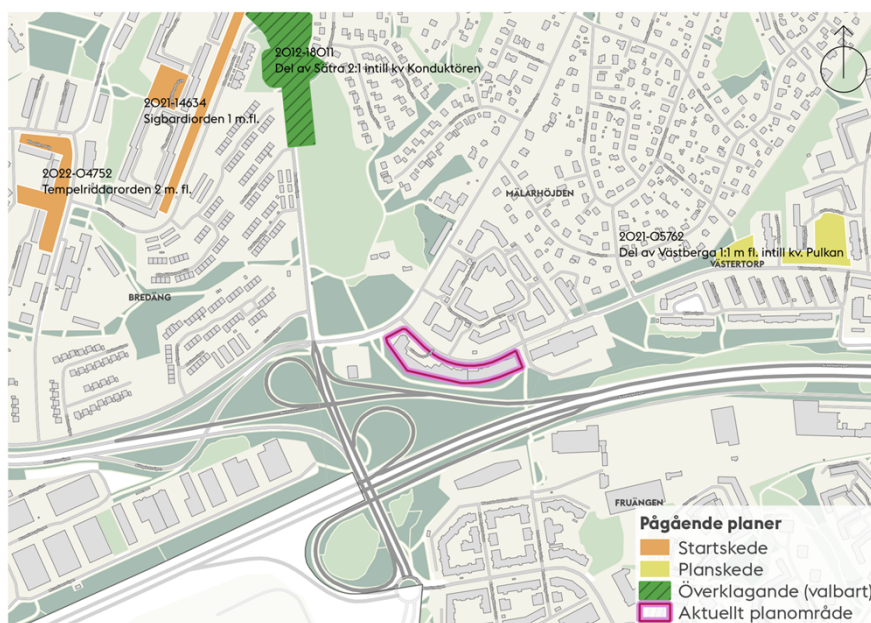 2012-18011
Del av Sätra 2:1 intill kv Konduktören
2021-14634
Sigbardiorden 1 m.fl.
2022-04752
Tempelriddarorden 2 m. fl.
MÄLARHÖJDEN
2021-05762
Del av Västberga 1:1 m fl. intill kv. Pulkan
VÄSTERTORP
BREDÄNG
FRUÄNGEN
Pågående planer
Startskede
Planskede
Överklagande (valbart)
Aktuellt planområde